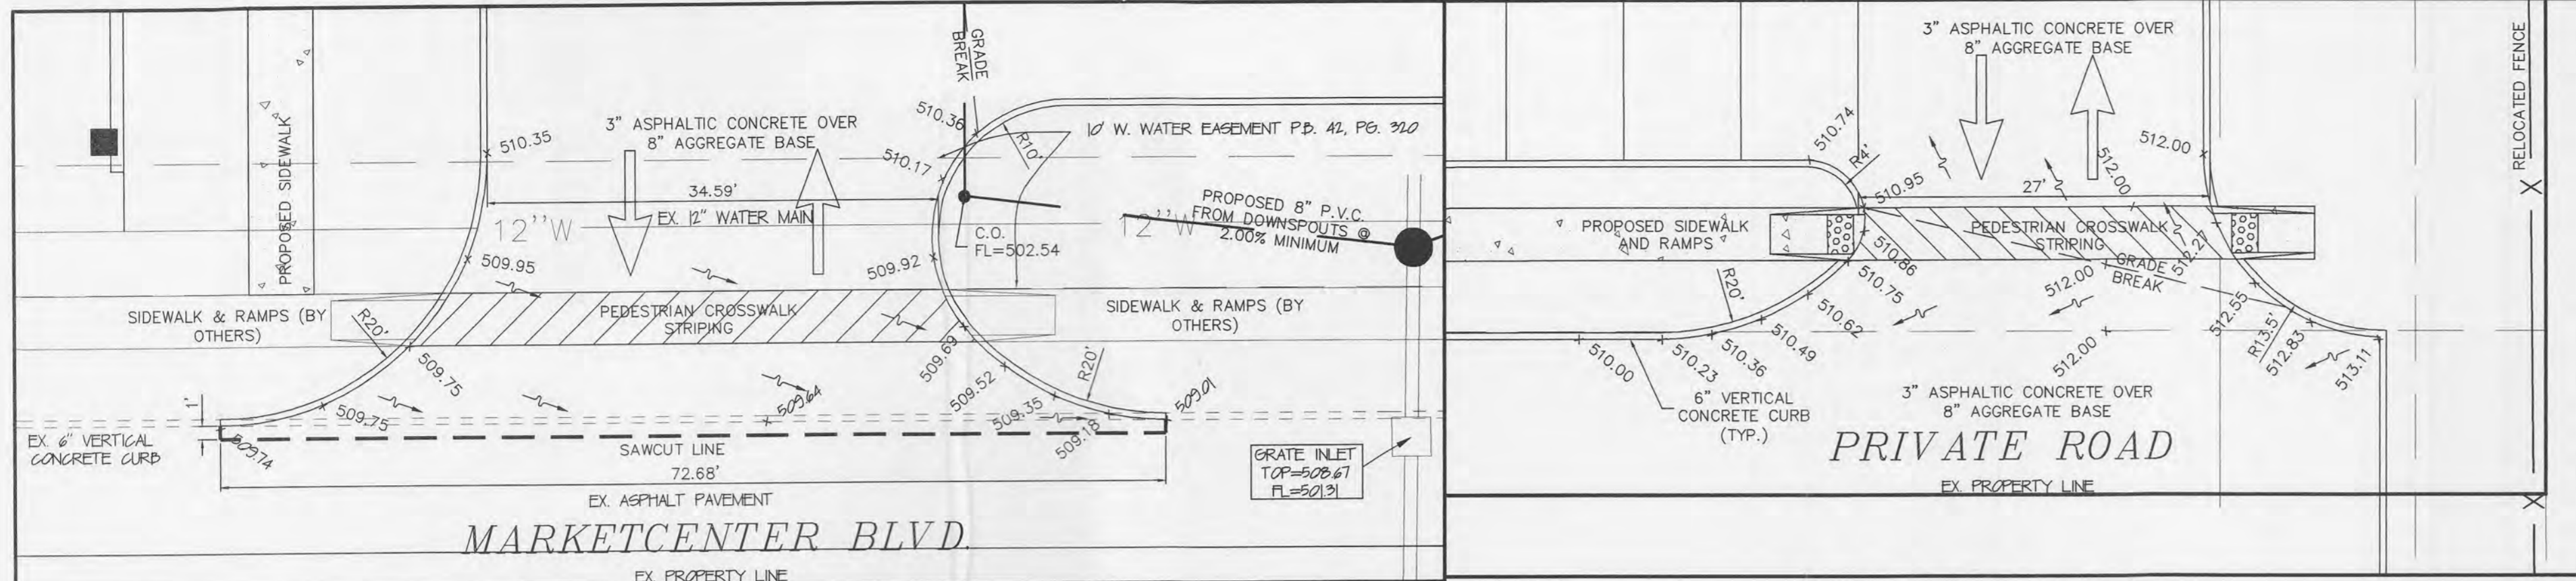 GRADE
BREAK
3" ASPHALTIC CONCRETE OVER
8" AGGREGATE BASE
510.36
510.35
510.17
R10'
10' W. WATER EASEMENT P.B. 42, PG. 320
PROPOSED SIDEWALK
34.59'
EX. 12" WATER MAIN
12"W
12"W
PROPOSED 8" P.V.C.
FROM DOWNSPOUTS @
2.00% MINIMUM
C.O.
FL=502.54
509.95
509.92
SIDEWALK & RAMPS (BY
OTHERS)
R20'
PEDESTRIAN CROSSWALK
STRIPING
SIDEWALK & RAMPS (BY
OTHERS)
509.75
509.69
509.52
R20'
1'
509.75
509.64
509.35
509.18
509.01
EX. 6" VERTICAL
CONCRETE CURB
509.74
SAWCUT LINE
72.68'
GRATE INLET
TOP=508.67
FL=501.31
EX. ASPHALT PAVEMENT
MARKETCENTER BLVD.
EX. PROPERTY LINE
3" ASPHALTIC CONCRETE OVER
8" AGGREGATE BASE
RELOCATED FENCE
X
X
510.74
R4'
510.95
27'
512.00
512.00
PROPOSED SIDEWALK
AND RAMPS
PEDESTRIAN CROSSWALK
STRIPING
510.86
510.75
512.27
GRADE
BREAK
512.00
R20'
510.62
510.49
510.36
510.23
510.00
512.55
R13.5'
512.83
513.11
512.00
6" VERTICAL
CONCRETE CURB
(TYP.)
3" ASPHALTIC CONCRETE OVER
8" AGGREGATE BASE
PRIVATE ROAD
EX. PROPERTY LINE